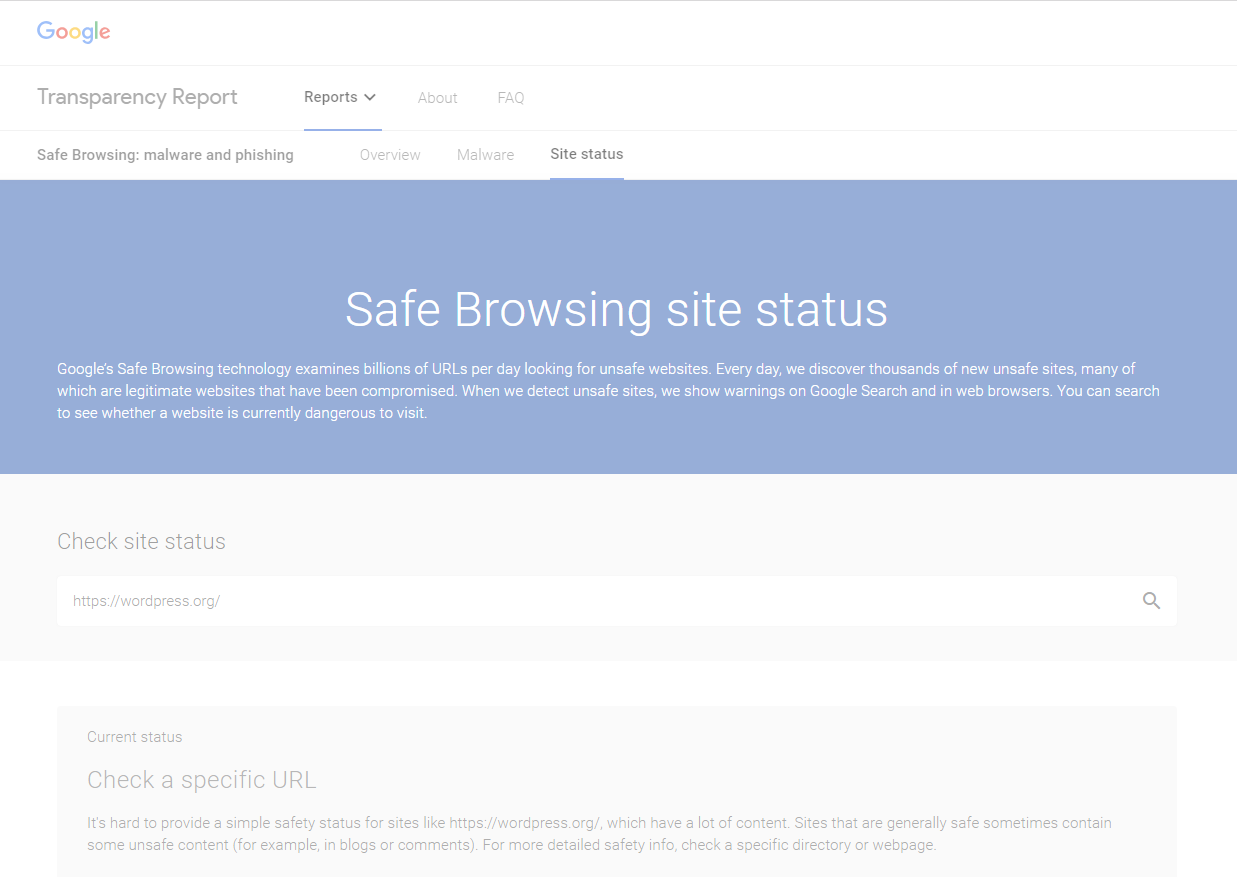 Google
Transparency Report
Reports
About
FAQ
Safe Browsing: malware and phishing
Overview
Malware
Site status
Safe Browsing site status
Google's Safe Browsing technology examines billions of URLs per day looking for unsafe websites. Every day, we discover thousands of new unsafe sites, many of
which are legitimate websites that have been compromised. When we detect unsafe sites, we show warnings on Google Search and in web browsers. You can search
to see whether a website is currently dangerous to visit.
Check site status
https://wordpress.org/
Current status
Check a specific URL
It's hard to provide a simple safety status for sites like https://wordpress.org/, which have a lot of content. Sites that are generally safe sometimes contain
some unsafe content (for example, in blogs or comments). For more detailed safety info, check a specific directory or webpage.